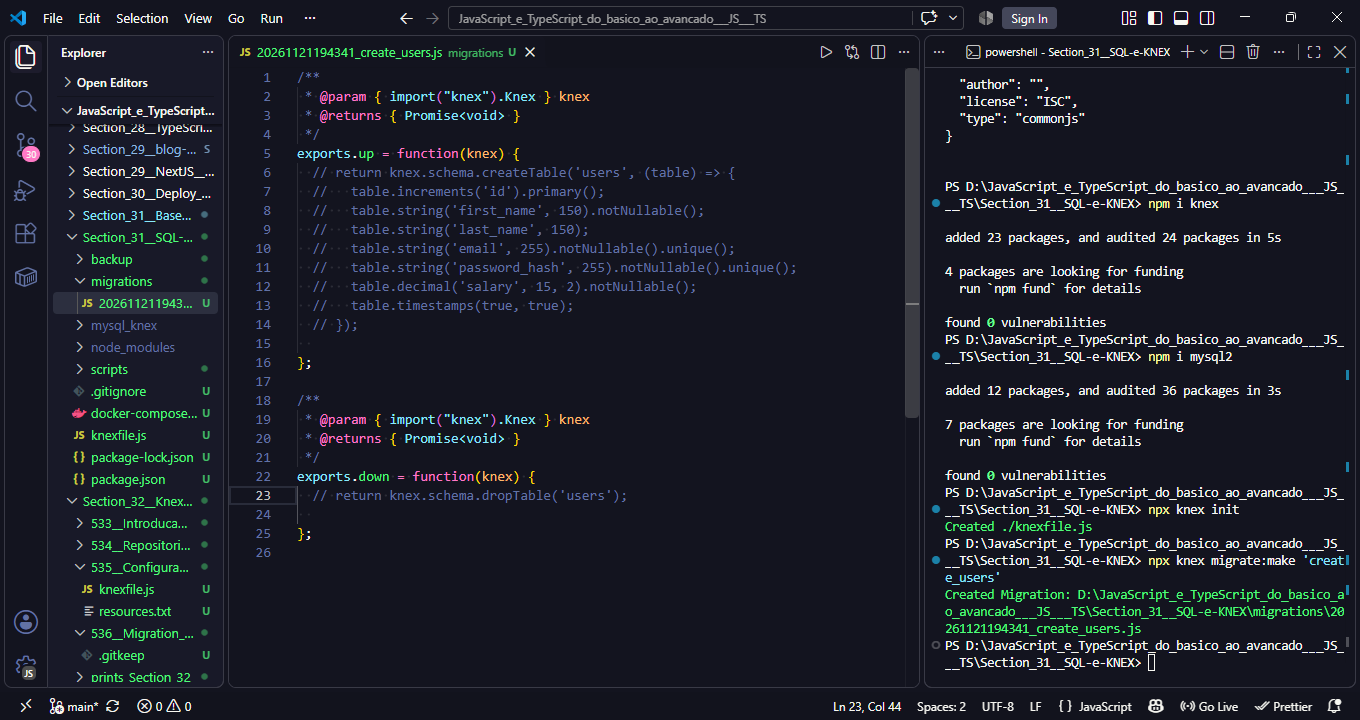 File Edit Selection View Go Run ···
JavaScript_e_TypeScript_do_basico_ao_avancado___JS___TS
Sign In
Explorer ···
Open Editors
JavaScript_e_TypeScript...
Section_28__TypeScri...
Section_29__blog-... S
Section_29__NextJS__...
Section_30__Deploy_...
Section_31__Base...
Section_31__SQL-...
backup
migrations
JS 202611211943... U
mysql_knex
node_modules
scripts
.gitignore U
docker-compose... U
JS knexfile.js U
{} package-lock.json U
{} package.json U
Section_32__Knex...
533__Introduca...
534__Repositori...
535__Configura...
JS knexfile.js U
resources.txt U
536__Migration_...
.gitkeep U
prints Section 32
30
JS
JS 20261121194341_create_users.js migrations U
1 /**
2  * @param { import("knex").Knex } knex
3  * @returns { Promise<void> }
4  */
5 exports.up = function(knex) {
6   // return knex.schema.createTable('users', (table) => {
7   //   table.increments('id').primary();
8   //   table.string('first_name', 150).notNullable();
9   //   table.string('last_name', 150);
10   //   table.string('email', 255).notNullable().unique();
11   //   table.string('password_hash', 255).notNullable().unique();
12   //   table.decimal('salary', 15, 2).notNullable();
13   //   table.timestamps(true, true);
14   // });
15
16 };
17
18 /**
19  * @param { import("knex").Knex } knex
20  * @returns { Promise<void> }
21  */
22 exports.down = function(knex) {
23   // return knex.schema.dropTable('users');
24
25 };
26
··· powershell - Section_31__SQL-e-KNEX
"author": "",
"license": "ISC",
"type": "commonjs"
}
PS D:\JavaScript_e_TypeScript_do_basico_ao_avancado___JS_
__TS\Section_31__SQL-e-KNEX> npm i knex
added 23 packages, and audited 24 packages in 5s
4 packages are looking for funding
run `npm fund` for details
found 0 vulnerabilities
PS D:\JavaScript_e_TypeScript_do_basico_ao_avancado___JS_
__TS\Section_31__SQL-e-KNEX> npm i mysql2
added 12 packages, and audited 36 packages in 3s
7 packages are looking for funding
run `npm fund` for details
found 0 vulnerabilities
PS D:\JavaScript_e_TypeScript_do_basico_ao_avancado___JS_
__TS\Section_31__SQL-e-KNEX> npx knex init
Created ./knexfile.js
PS D:\JavaScript_e_TypeScript_do_basico_ao_avancado___JS_
__TS\Section_31__SQL-e-KNEX> npx knex migrate:make 'creat
e_users'
Created Migration: D:\JavaScript_e_TypeScript_do_basico_a
o_avancado___JS___TS\Section_31__SQL-e-KNEX\migrations\20
261121194341_create_users.js
PS D:\JavaScript_e_TypeScript_do_basico_ao_avancado___JS_
__TS\Section_31__SQL-e-KNEX>
main* 0 0 Ln 23, Col 44 Spaces: 2 UTF-8 LF {} JavaScript Go Live Prettier